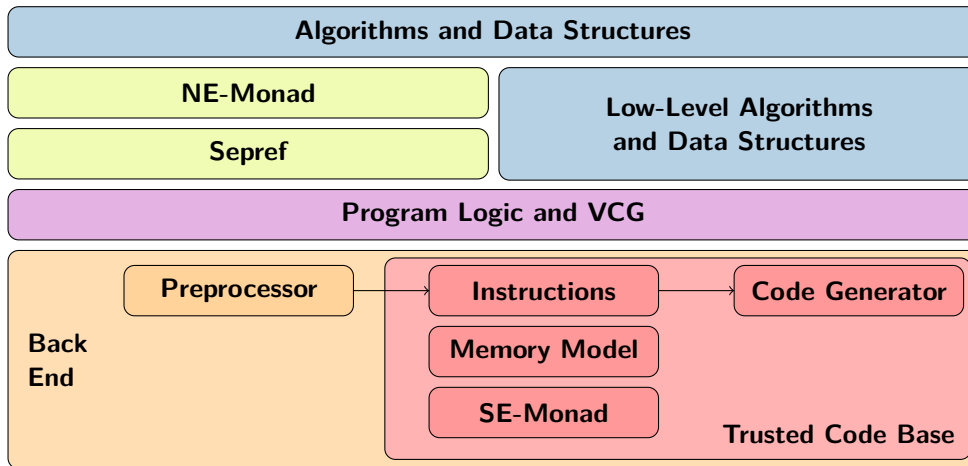 Algorithms and Data Structures
NE-Monad
Low-Level Algorithms
and Data Structures
Sepref
Program Logic and VCG
Preprocessor
Instructions
Code Generator
Back
End
Memory Model
SE-Monad
Trusted Code Base